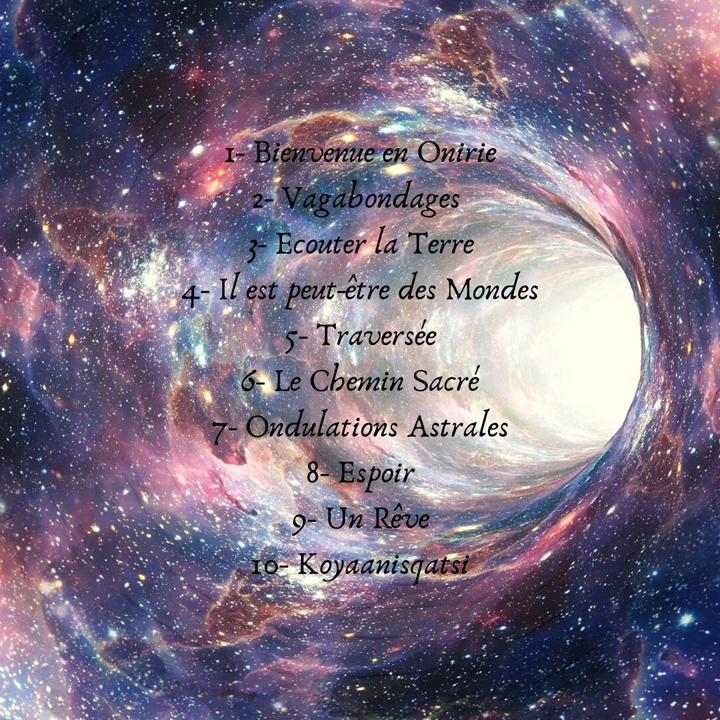 1- Bienvenue en Onirie
2- Vagabondages
3- Ecouter la Terre
4- Il est peut-être des Mondes
5- Traversée
6- Le Chemin Sacré
7- Ondulations Astrales
8- Espoir
9- Un Rêve
10- Koyaanisqatsi